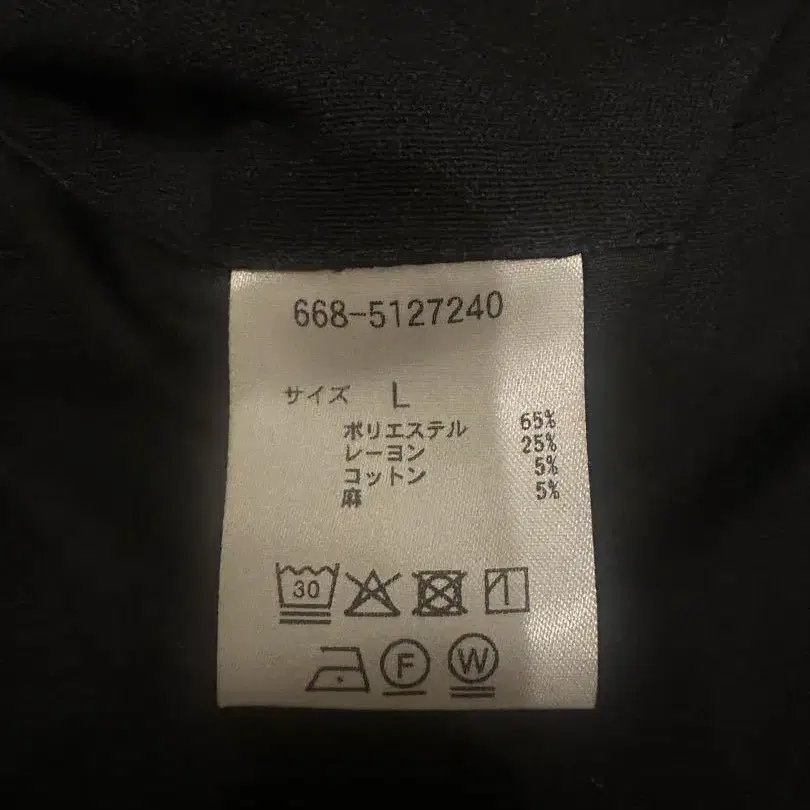 668-5127240
サイズ L
ポリエステル 65%
レーヨン 25%
コットン 5%
麻 5%
30
F W